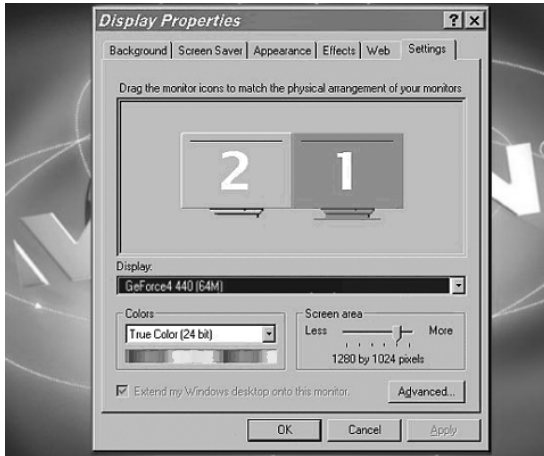 Display Properties
Background Screen Saver Appearance Effects Web Settings
Drag the monitor icons to match the physical arrangement of your monitors
2 1
Display:
GeForce4 440 (64M)
Colors
True Color (24 bit)
Screen area
Less More
1280 by 1024 pixels
Extend my Windows desktop onto this monitor.
Advanced...
OK Cancel Apply